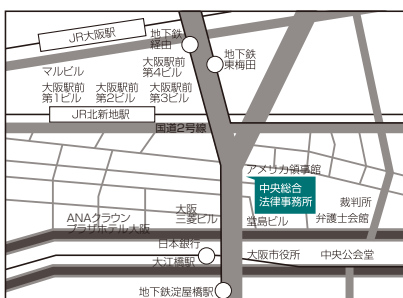 JR大阪駅
地下鉄
経田
地下鉄
東梅田
マルビル
大阪駅前
第4ビル
大阪駅前
第1ビル
大阪駅前
第2ビル
大阪駅前
第3ビル
JR北新地駅
国道2号線
アメリカ領事館
中央総合
法律事務所
裁判所
大阪
三菱ビル
堂島ビル
弁護士会館
ANAクラウン
プラザホテル大阪
日本銀行
大江橋駅
大阪市役所
中央公会堂
地下鉄淀屋橋駅